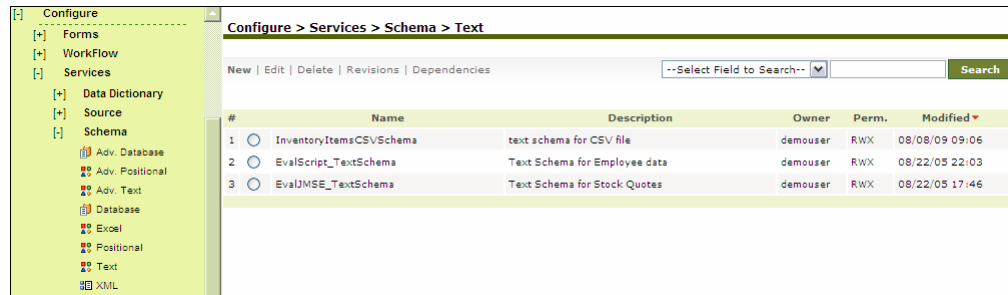 [-] Configure
[+] Forms
[+] WorkFlow
[-] Services
[+] Data Dictionary
[+] Source
[-] Schema
Adv. Database
Adv. Positional
Adv. Text
Database
Excel
Positional
Text
XML
Configure > Services > Schema > Text
New | Edit | Delete | Revisions | Dependencies --Select Field to Search-- Search
# Name Description Owner Perm. Modified
1 InventoryItemsCSVSchema text schema for CSV file demouser RWX 08/08/09 09:06
2 EvalScript_TextSchema Text Schema for Employee data demouser RWX 08/22/05 22:03
3 EvalJMSE_TextSchema Text Schema for Stock Quotes demouser RWX 08/22/05 17:46